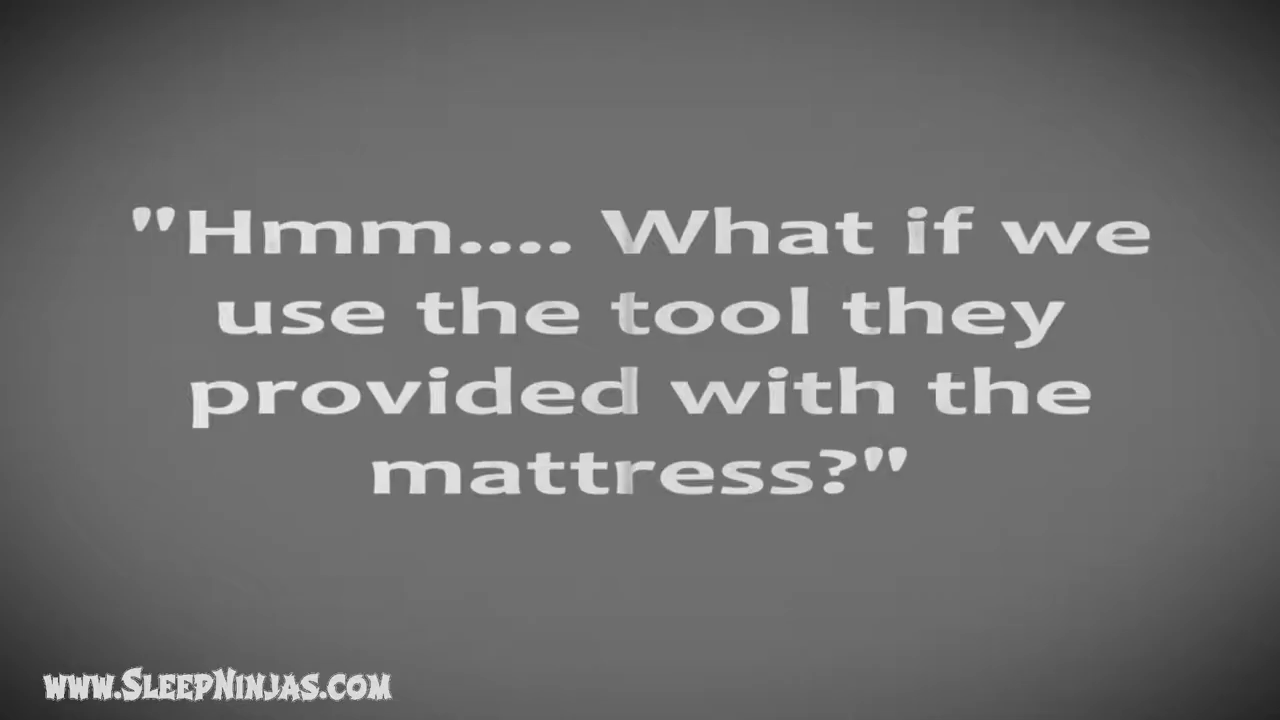 "Hmm.... What if we
use the tool they
provided with the
mattress?"
www.SleepNinjas.com